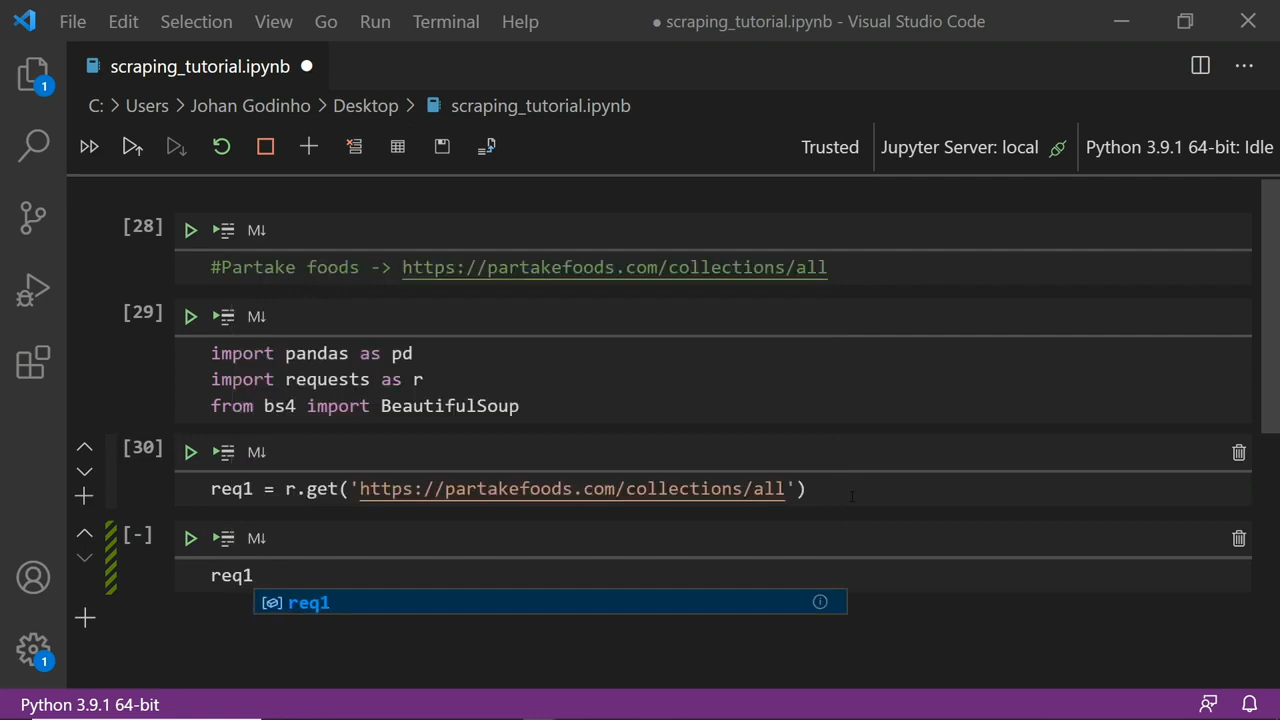 File Edit Selection View Go Run Terminal Help ● scraping_tutorial.ipynb - Visual Studio Code
scraping_tutorial.ipynb ●
C: > Users > Johan Godinho > Desktop > scraping_tutorial.ipynb
Trusted Jupyter Server: local Python 3.9.1 64-bit: Idle
[28] M↓
#Partake foods -> https://partakefoods.com/collections/all
[29] M↓
import pandas as pd
import requests as r
from bs4 import BeautifulSoup
[30] M↓
req1 = r.get('https://partakefoods.com/collections/all')
[-] M↓
req1
req1
1
1
Python 3.9.1 64-bit